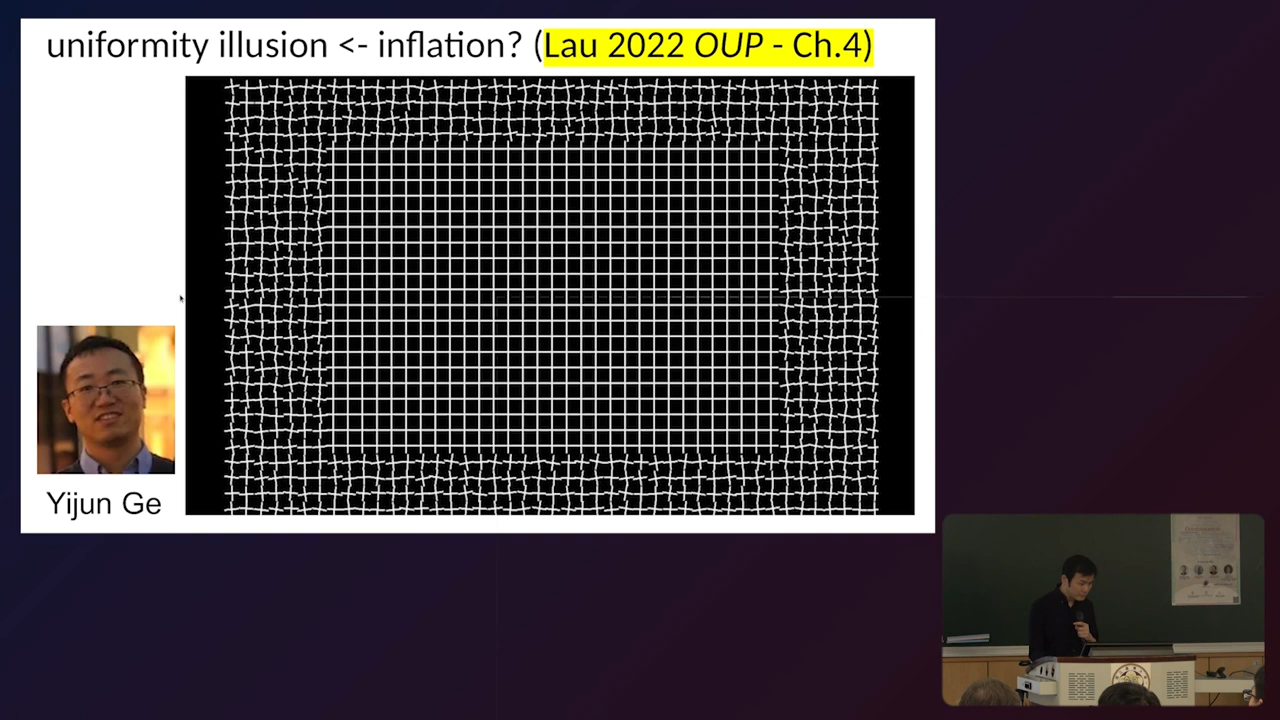 uniformity illusion <- inflation? (Lau 2022 OUP - Ch.4)
Yijun Ge